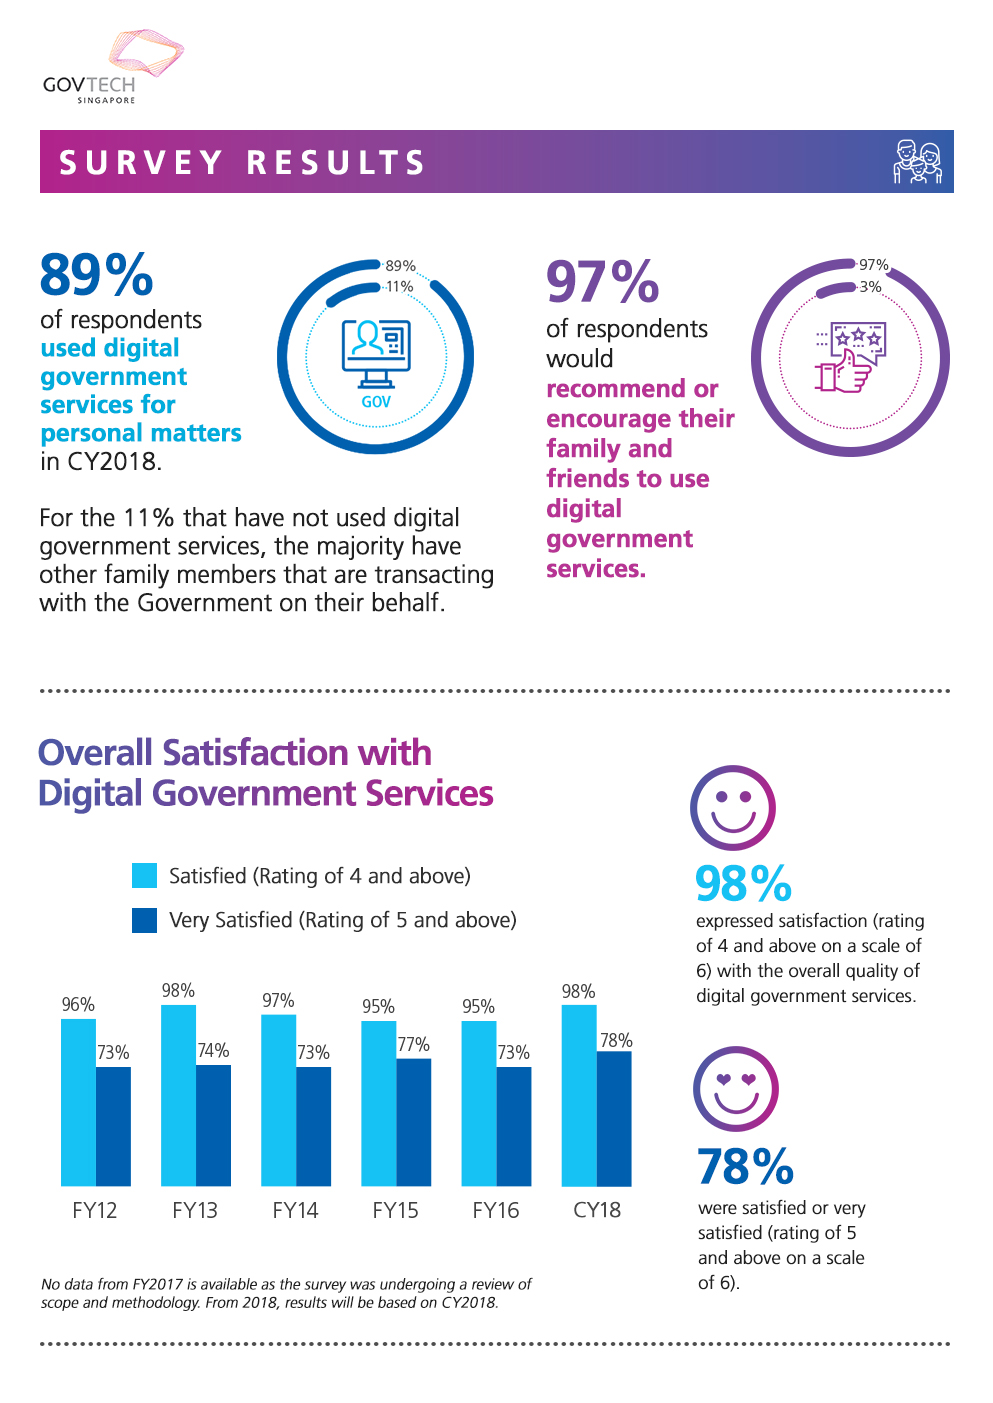 GOVTECH
SINGAPORE
SURVEY RESULTS
89%
of respondents
used digital
government
services for
personal matters
in CY2018.
89%
11%
GOV
For the 11% that have not used digital
government services, the majority have
other family members that are transacting
with the Government on their behalf.
97%
of respondents
would
recommend or
encourage their
family and
friends to use
digital
government
services.
97%
3%
Overall Satisfaction with
Digital Government Services
Satisfied (Rating of 4 and above)
Very Satisfied (Rating of 5 and above)
96%
73%
98%
74%
97%
73%
95%
77%
95%
73%
98%
78%
FY12
FY13
FY14
FY15
FY16
CY18
No data from FY2017 is available as the survey was undergoing a review of
scope and methodology. From 2018, results will be based on CY2018.
98%
expressed satisfaction (rating
of 4 and above on a scale of
6) with the overall quality of
digital government services.
78%
were satisfied or very
satisfied (rating of 5
and above on a scale
of 6).